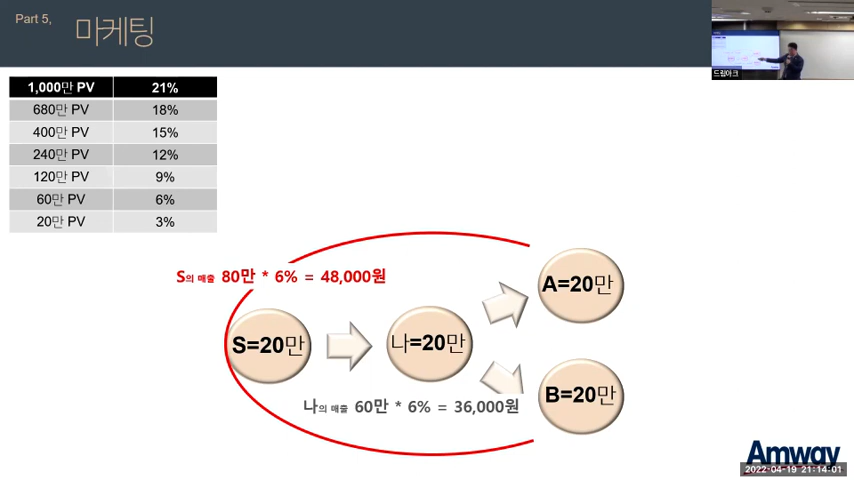 Part 5,
마케팅
드림아크
1,000만 PV 21%
680만 PV 18%
400만 PV 15%
240만 PV 12%
120만 PV 9%
60만 PV 6%
20만 PV 3%
S의 매출 80만 * 6% = 48,000원
A=20만
S=20만
나=20만
B=20만
나의 매출 60만 * 6% = 36,000원
Amway
2022-04-19 21:14:01